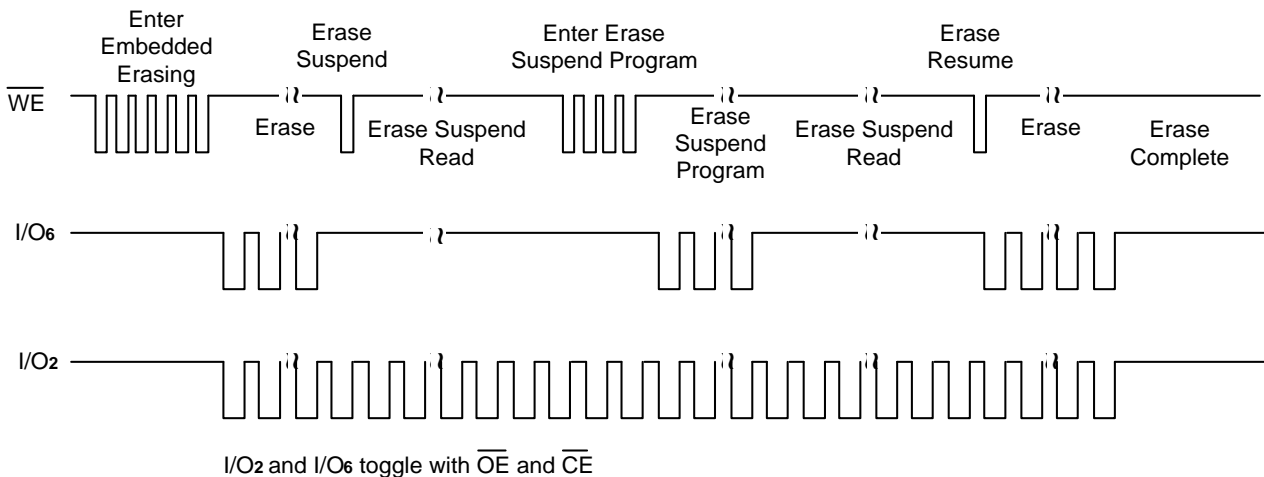 Enter
Embedded
Erasing
Erase
Suspend
Enter Erase
Suspend Program
Erase
Resume
WE
Erase
Erase Suspend
Read
Erase
Suspend
Program
Erase Suspend
Read
Erase
Erase
Complete
I/O6
I/O2
I/O2 and I/O6 toggle with OE and CE